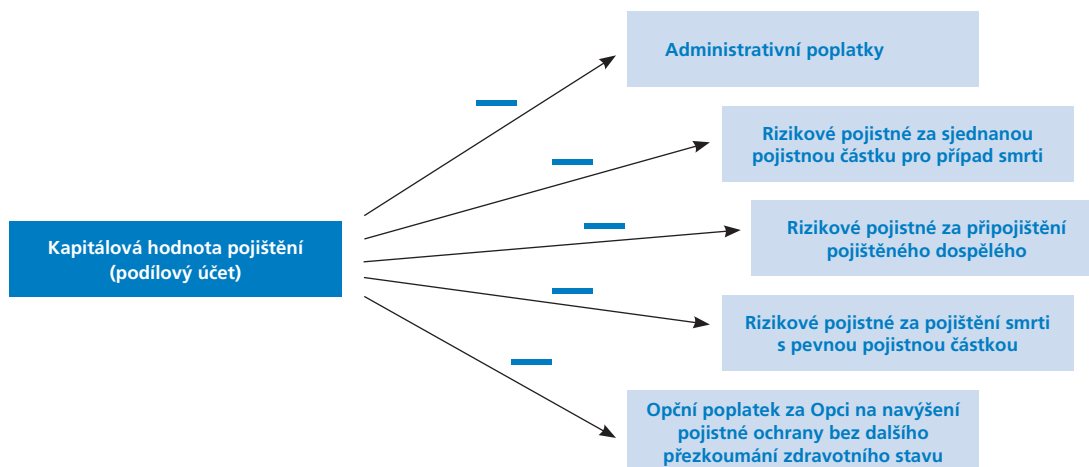 Administrativní poplatky
Rizikové pojistné za sjednanou
pojistnou částku pro případ smrti
Kapitálová hodnota pojištění
(podílový účet)
Rizikové pojistné za připojištění
pojištěného dospělého
Rizikové pojistné za pojištění smrti
s pevnou pojistnou částkou
Opční poplatek za Opci na navýšení
pojistné ochrany bez dalšího
přezkoumání zdravotního stavu